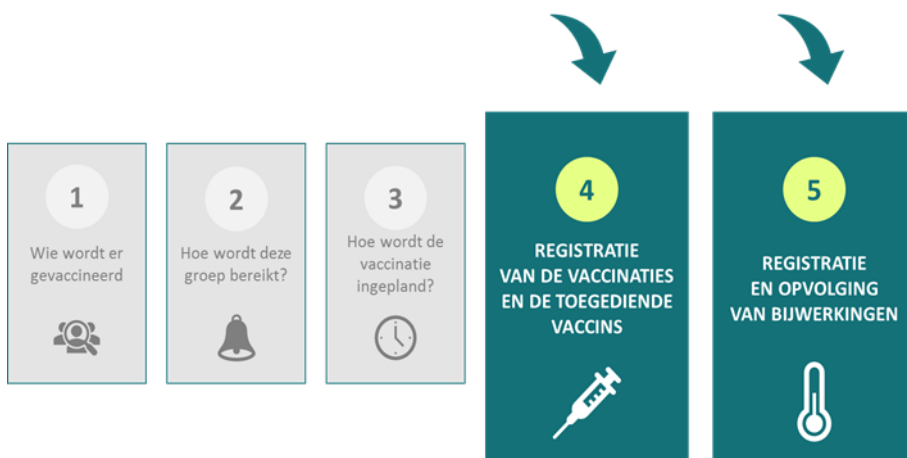 1
Wie wordt er
gevaccineerd
2
Hoe wordt deze
groep bereikt?
3
Hoe wordt de
vaccinatie
ingepland?
4
REGISTRATIE
VAN DE VACCINATIES
EN DE TOEGEDIENDE
VACCINS
5
REGISTRATIE
EN OPVOLGING
VAN BIJWERKINGEN